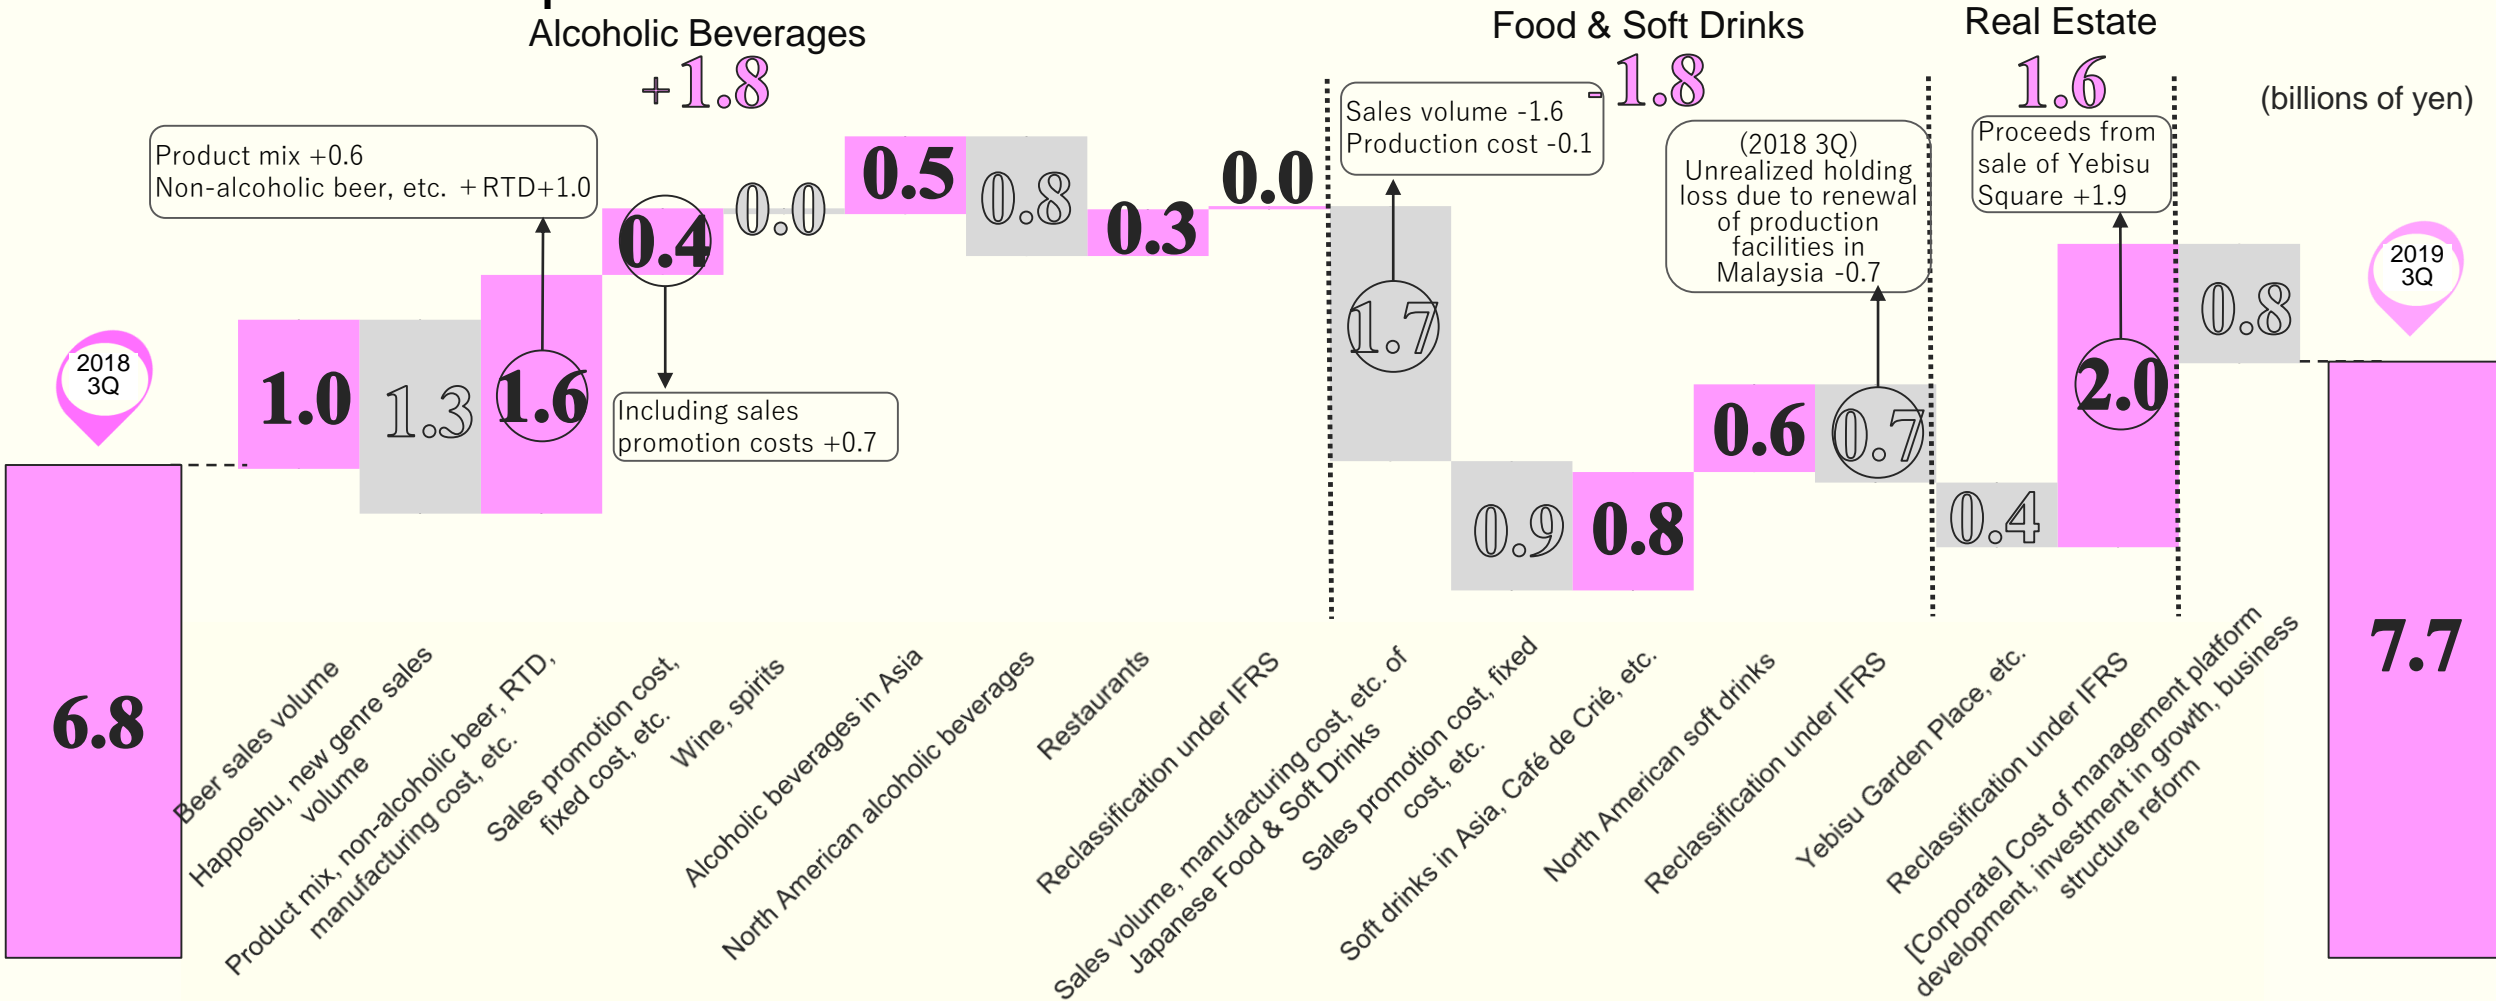 Alcoholic Beverages
+1.8
Food & Soft Drinks
-1.8
Real Estate
1.6
(billions of yen)
Product mix +0.6
Non-alcoholic beer, etc. +RTD+1.0
Sales volume -1.6
Production cost -0.1
(2018 3Q)
Unrealized holding
loss due to renewal
of production
facilities in
Malaysia -0.7
Proceeds from
sale of Yebisu
Square +1.9
Including sales
promotion costs +0.7
2018
3Q
6.8
1.0
1.3
1.6
0.4
0.0
0.5
0.8
0.3
0.0
1.7
0.9
0.8
0.6
0.7
0.4
2.0
0.8
2019
3Q
7.7
Beer sales volume
Happoshu, new genre sales
volume
Product mix, non-alcoholic beer, RTD,
manufacturing cost, etc.
Sales promotion cost,
fixed cost, etc.
Wine, spirits
Alcoholic beverages in Asia
North American alcoholic beverages
Restaurants
Reclassification under IFRS
Sales volume, manufacturing cost, etc. of
Japanese Food & Soft Drinks
Sales promotion cost, fixed
cost, etc.
Soft drinks in Asia, Café de Crié, etc.
North American soft drinks
Reclassification under IFRS
Yebisu Garden Place, etc.
Reclassification under IFRS
[Corporate] Cost of management platform
development, investment in growth, business
structure reform